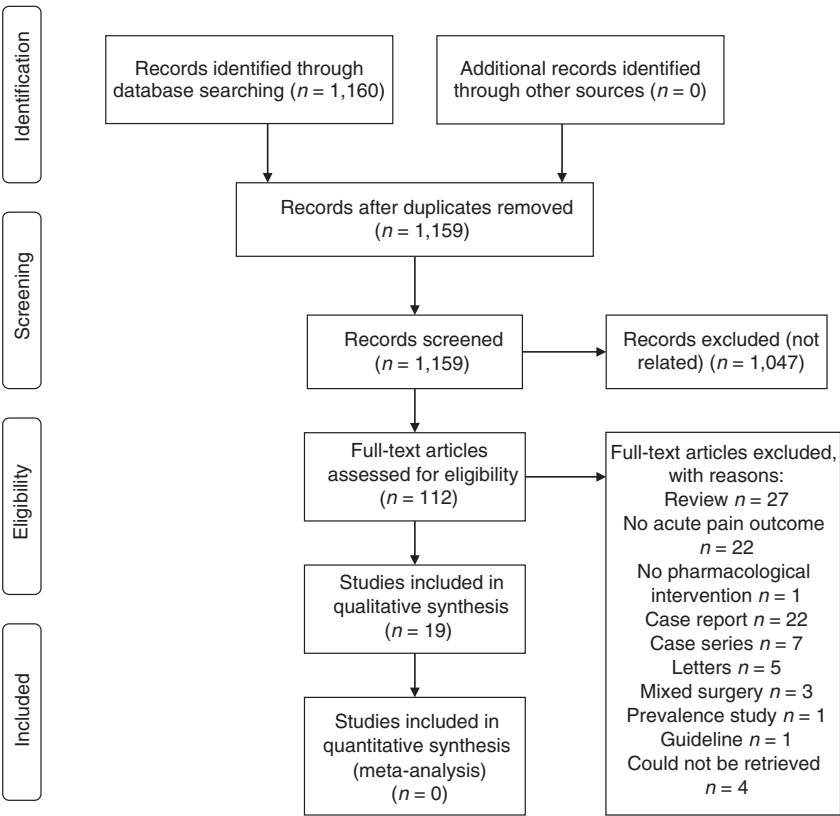 Identification
Records identified through
database searching (n = 1,160)
Additional records identified
through other sources (n = 0)
Records after duplicates removed
(n = 1,159)
Screening
Records screened
(n = 1,159)
Records excluded (not
related) (n = 1,047)
Eligibility
Full-text articles
assessed for eligibility
(n = 112)
Full-text articles excluded,
with reasons:
Review n = 27
No acute pain outcome
n = 22
No pharmacological
intervention n = 1
Case report n = 22
Case series n = 7
Letters n = 5
Mixed surgery n = 3
Prevalence study n = 1
Guideline n = 1
Could not be retrieved
n = 4
Studies included in
qualitative synthesis
(n = 19)
Included
Studies included in
quantitative synthesis
(meta-analysis)
(n = 0)